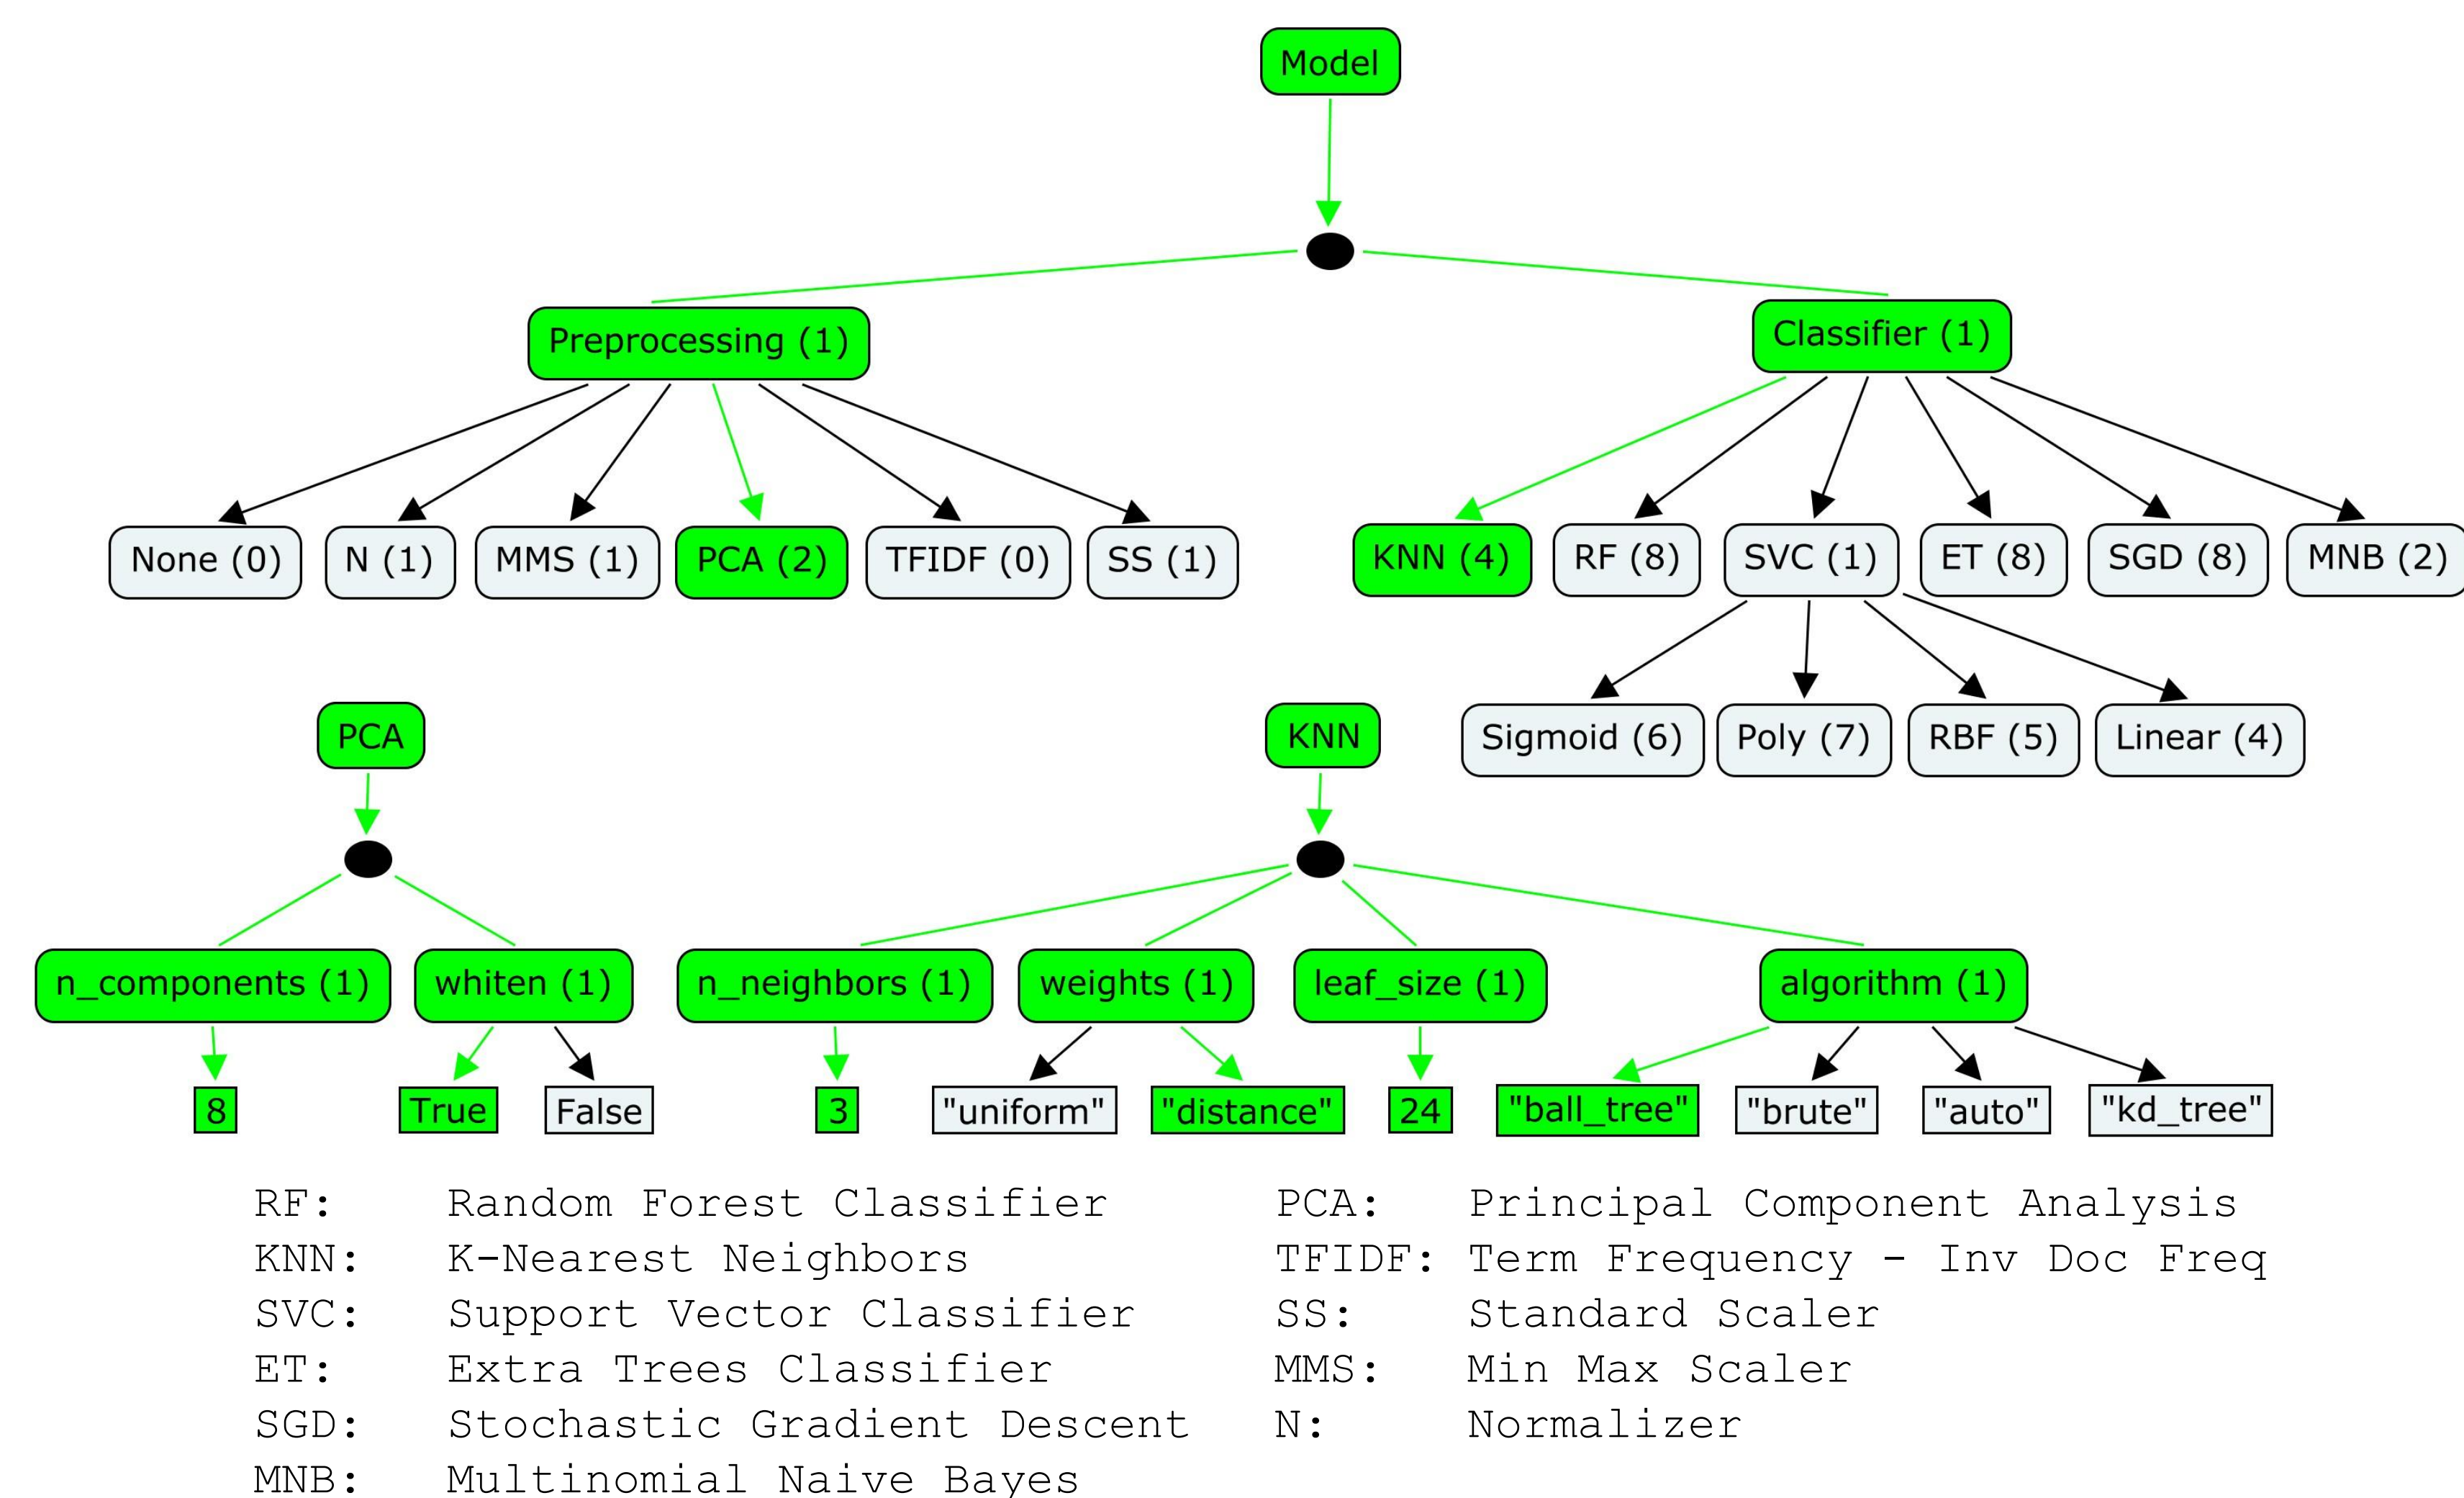 Model
Preprocessing (1) Classifier (1)
None (0) N (1) MMS (1) PCA (2) TFIDF (0) SS (1) KNN (4) RF (8) SVC (1) ET (8) SGD (8) MNB (2)
PCA KNN Sigmoid (6) Poly (7) RBF (5) Linear (4)
n_components (1) whiten (1) n_neighbors (1) weights (1) leaf_size (1) algorithm (1)
8 True False 3 "uniform" "distance" 24 "ball_tree" "brute" "auto" "kd_tree"
RF: Random Forest Classifier PCA: Principal Component Analysis
KNN: K-Nearest Neighbors TFIDF: Term Frequency - Inv Doc Freq
SVC: Support Vector Classifier SS: Standard Scaler
ET: Extra Trees Classifier MMS: Min Max Scaler
SGD: Stochastic Gradient Descent N: Normalizer
MNB: Multinomial Naive Bayes